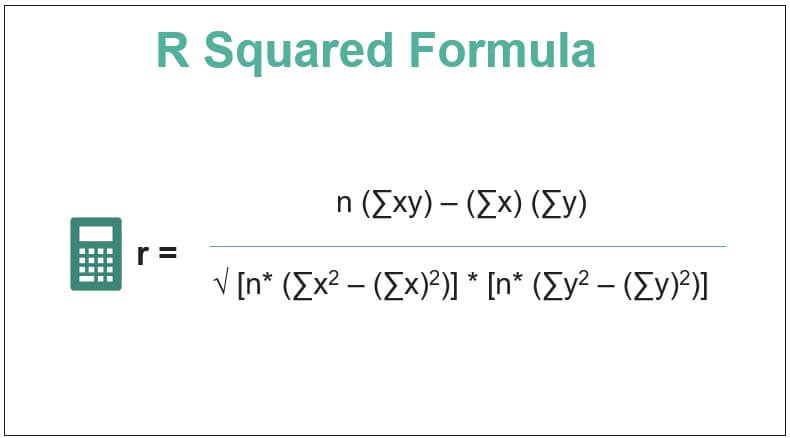 R Squared Formula
n (∑xy) – (∑x) (∑y)
r =
√ [n* (∑x² – (∑x)²)] * [n* (∑y² – (∑y)²)]